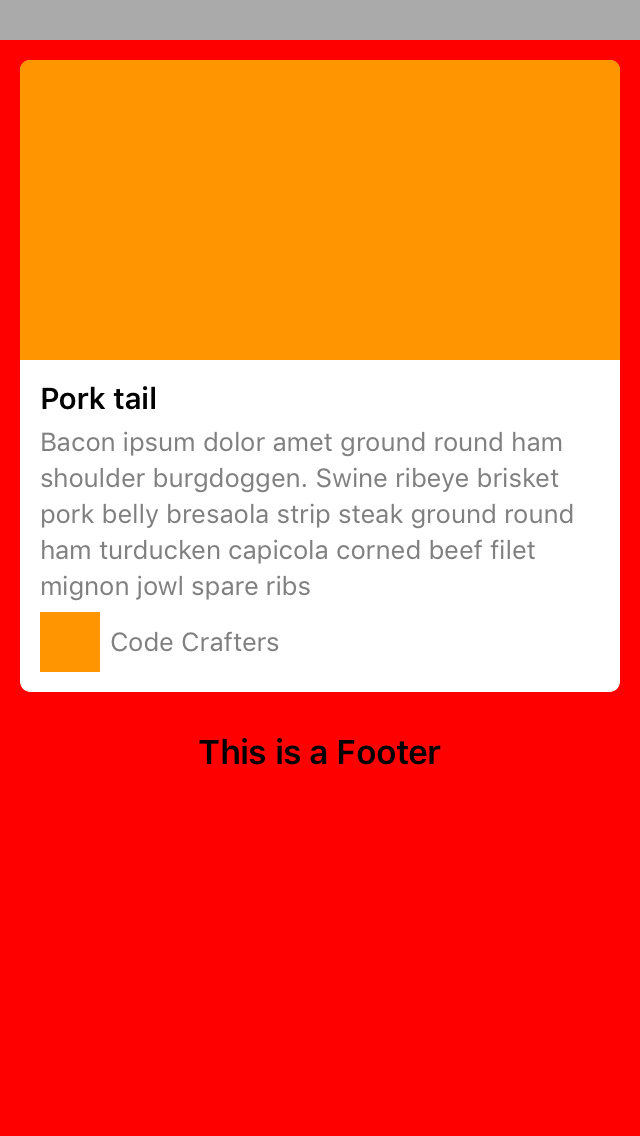 Pork tail
Bacon ipsum dolor amet ground round ham
shoulder burgdoggen. Swine ribeye brisket
pork belly bresaola strip steak ground round
ham turducken capicola corned beef filet
mignon jowl spare ribs
Code Crafters
This is a Footer